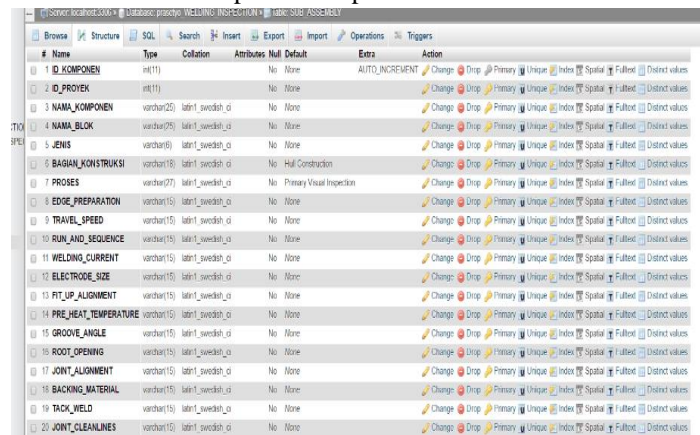 Server: localhost:3306 » Database: prasetyo_WELDING_INSPECTION » Table: SUB_ASSEMBLY
Browse Structure SQL Search Insert Export Import Operations Triggers
# Name Type Collation Attributes Null Default Extra Action
1 ID_KOMPONEN int(11) No None AUTO_INCREMENT Change Drop Primary Unique Index Spatial Fulltext Distinct values
2 ID_PROYEK int(11) No None Change Drop Primary Unique Index Spatial Fulltext Distinct values
3 NAMA_KOMPONEN varchar(25) latin1_swedish_ci No None Change Drop Primary Unique Index Spatial Fulltext Distinct values
4 NAMA_BLOK varchar(25) latin1_swedish_ci No None Change Drop Primary Unique Index Spatial Fulltext Distinct values
5 JENIS varchar(6) latin1_swedish_ci No None Change Drop Primary Unique Index Spatial Fulltext Distinct values
6 BAGIAN_KONSTRUKSI varchar(18) latin1_swedish_ci No Hull Construction Change Drop Primary Unique Index Spatial Fulltext Distinct values
7 PROSES varchar(27) latin1_swedish_ci No Primary Visual Inspection Change Drop Primary Unique Index Spatial Fulltext Distinct values
8 EDGE_PREPARATION varchar(15) latin1_swedish_ci No None Change Drop Primary Unique Index Spatial Fulltext Distinct values
9 TRAVEL_SPEED varchar(15) latin1_swedish_ci No None Change Drop Primary Unique Index Spatial Fulltext Distinct values
10 RUN_AND_SEQUENCE varchar(15) latin1_swedish_ci No None Change Drop Primary Unique Index Spatial Fulltext Distinct values
11 WELDING_CURRENT varchar(15) latin1_swedish_ci No None Change Drop Primary Unique Index Spatial Fulltext Distinct values
12 ELECTRODE_SIZE varchar(15) latin1_swedish_ci No None Change Drop Primary Unique Index Spatial Fulltext Distinct values
13 FIT_UP_ALIGNMENT varchar(15) latin1_swedish_ci No None Change Drop Primary Unique Index Spatial Fulltext Distinct values
14 PRE_HEAT_TEMPERATURE varchar(15) latin1_swedish_ci No None Change Drop Primary Unique Index Spatial Fulltext Distinct values
15 GROOVE_ANGLE varchar(15) latin1_swedish_ci No None Change Drop Primary Unique Index Spatial Fulltext Distinct values
16 ROOT_OPENING varchar(15) latin1_swedish_ci No None Change Drop Primary Unique Index Spatial Fulltext Distinct values
17 JOINT_ALIGNMENT varchar(15) latin1_swedish_ci No None Change Drop Primary Unique Index Spatial Fulltext Distinct values
18 BACKING_MATERIAL varchar(15) latin1_swedish_ci No None Change Drop Primary Unique Index Spatial Fulltext Distinct values
19 TACK_WELD varchar(15) latin1_swedish_ci No None Change Drop Primary Unique Index Spatial Fulltext Distinct values
20 JOINT_CLEANLINES varchar(15) latin1_swedish_ci No None Change Drop Primary Unique Index Spatial Fulltext Distinct values